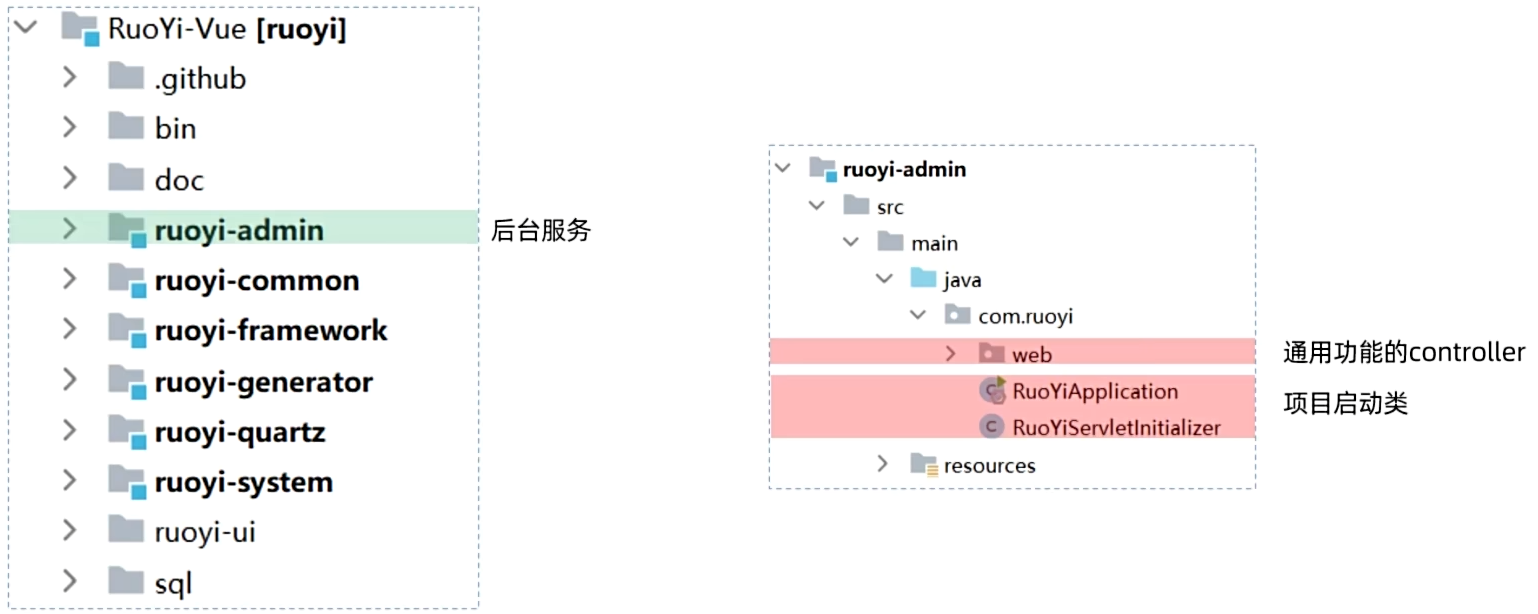 RuoYi-Vue [ruoyi]
.github
bin
doc
ruoyi-admin
后台服务
ruoyi-common
ruoyi-framework
ruoyi-generator
ruoyi-quartz
ruoyi-system
ruoyi-ui
sql
ruoyi-admin
src
main
java
com.ruoyi
web
通用功能的controller
RuoYiApplication
项目启动类
RuoYiServletInitializer
resources